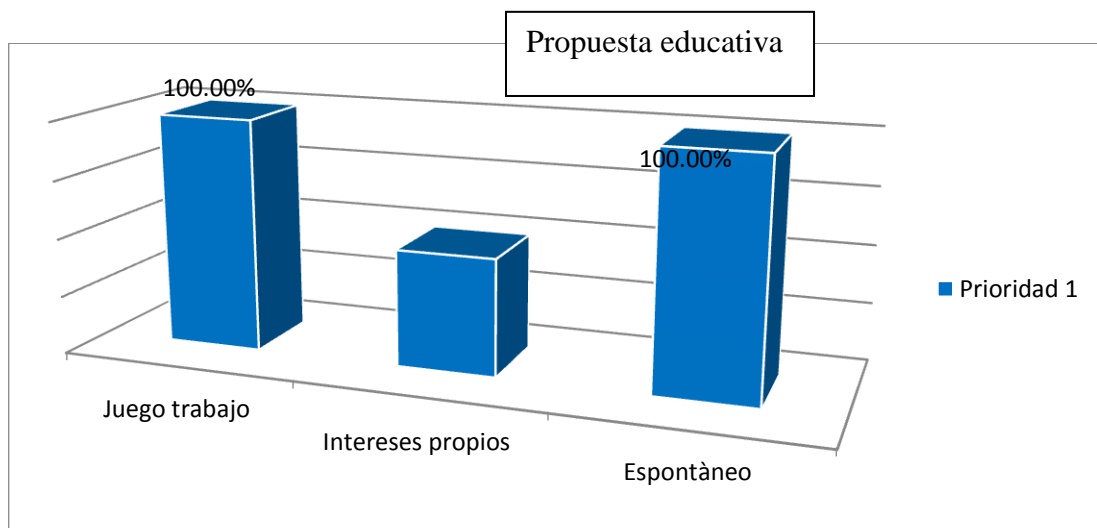 Propuesta educativa
100.00%
100.00%
Prioridad 1
Juego trabajo
Intereses propios
Espontàneo